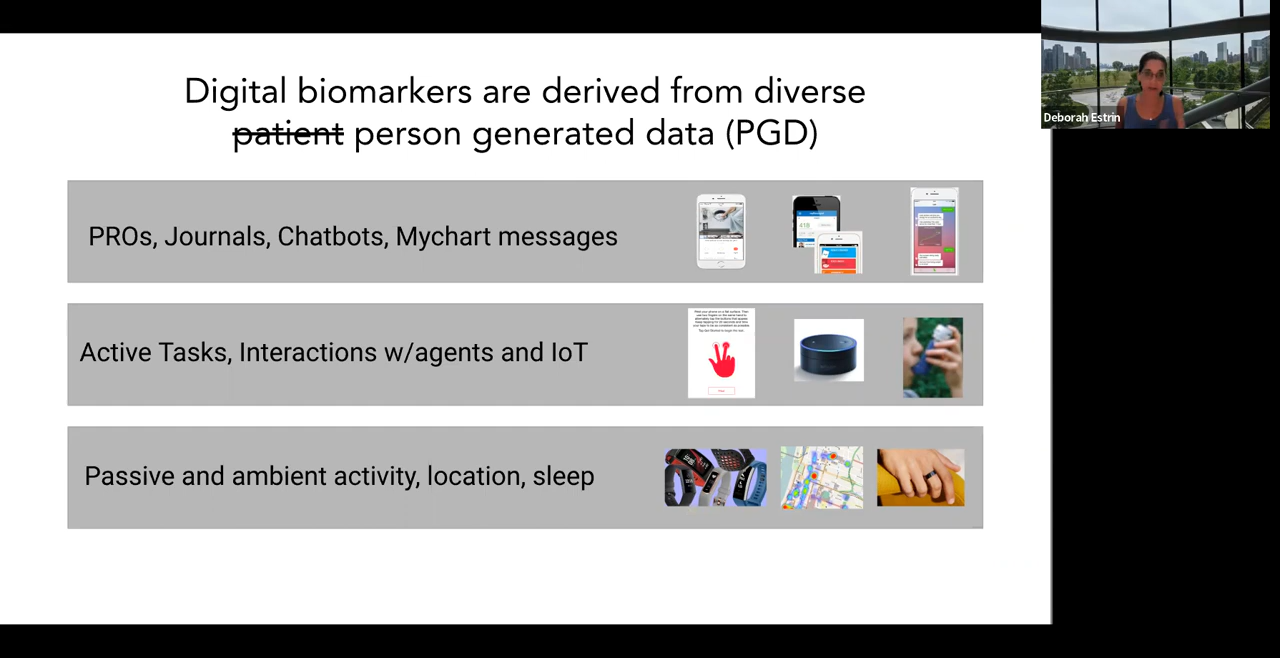 Digital biomarkers are derived from diverse
patient person generated data (PGD)
Deborah Estrin
PROs, Journals, Chatbots, Mychart messages
418
Active Tasks, Interactions w/agents and IoT
Passive and ambient activity, location, sleep